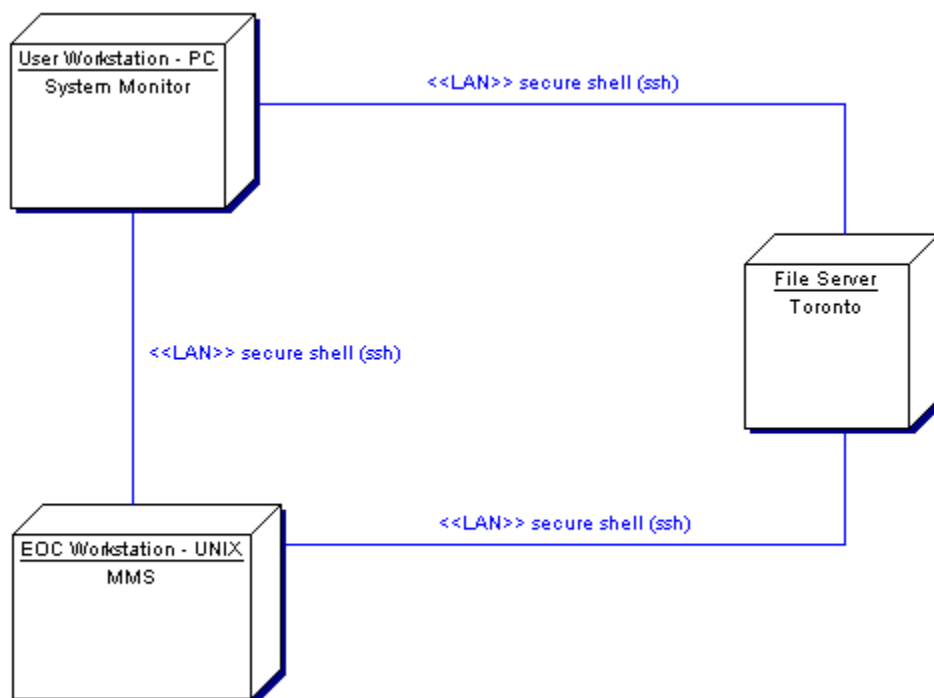 User Workstation - PC
System Monitor
<<LAN>> secure shell (ssh)
File Server
Toronto
<<LAN>> secure shell (ssh)
<<LAN>> secure shell (ssh)
EOC Workstation - UNIX
MMS